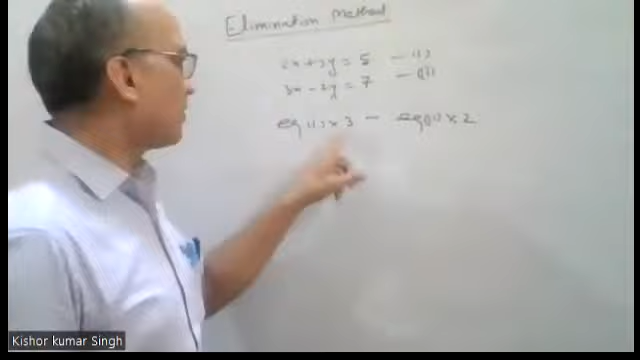 Elimination Method
2x + 3y = 5 — (i)
3x - 2y = 7 — (ii)
eq (i) x 3 — eq (ii) x 2
Kishor kumar Singh